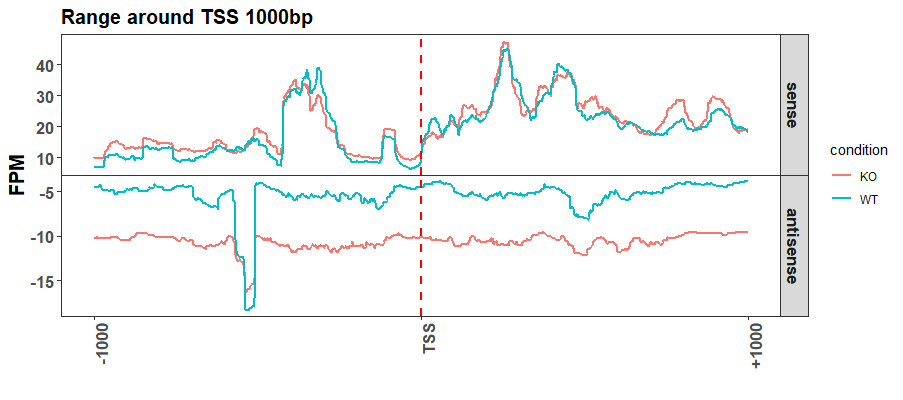 Range around TSS 1000bp
FPM
40
30
20
10
sense
-5
-10
-15
antisense
-1000
TSS
+1000
condition
KO
WT